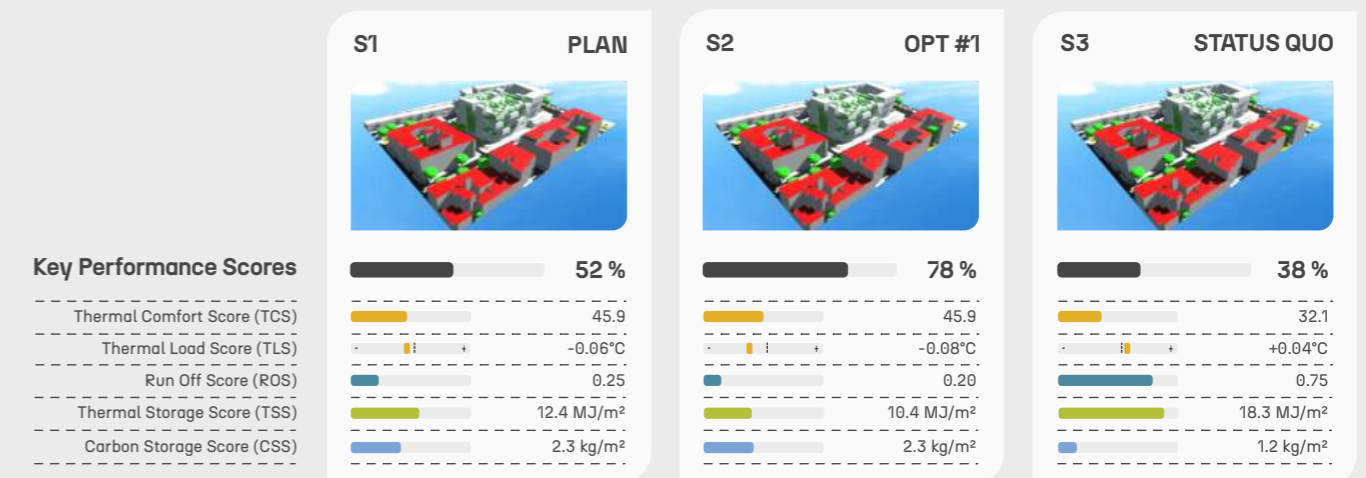 S1 PLAN S2 OPT #1 S3 STATUS QUO
Key Performance Scores 52 % 78 % 38 %
Thermal Comfort Score (TCS) 45.9 45.9 32.1
Thermal Load Score (TLS) - + -0.06°C - + -0.08°C - + +0.04°C
Run Off Score (ROS) 0.25 0.20 0.75
Thermal Storage Score (TSS) 12.4 MJ/m² 10.4 MJ/m² 18.3 MJ/m²
Carbon Storage Score (CSS) 2.3 kg/m² 2.3 kg/m² 1.2 kg/m²